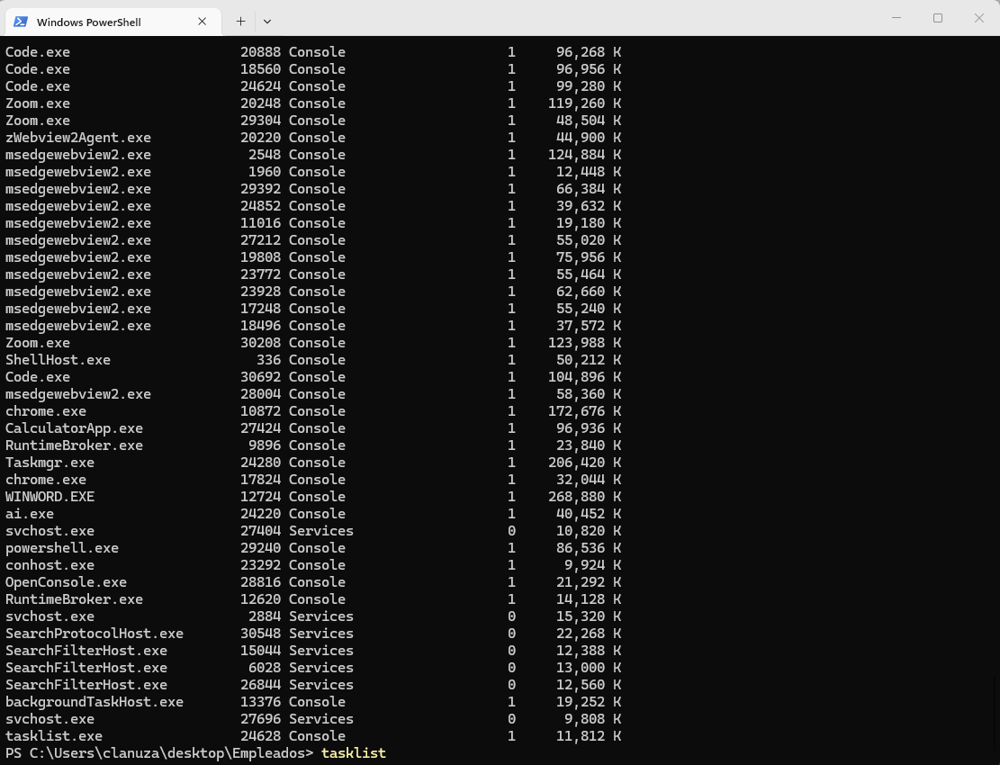 Windows PowerShell
Code.exe 20888 Console 1 96,268 K
Code.exe 18560 Console 1 96,956 K
Code.exe 24624 Console 1 99,280 K
Zoom.exe 20248 Console 1 119,260 K
Zoom.exe 29304 Console 1 48,504 K
zWebview2Agent.exe 20220 Console 1 44,900 K
msedgewebview2.exe 2548 Console 1 124,884 K
msedgewebview2.exe 1960 Console 1 12,448 K
msedgewebview2.exe 29392 Console 1 66,384 K
msedgewebview2.exe 24852 Console 1 39,632 K
msedgewebview2.exe 11016 Console 1 19,180 K
msedgewebview2.exe 27212 Console 1 55,020 K
msedgewebview2.exe 19808 Console 1 75,956 K
msedgewebview2.exe 23772 Console 1 55,464 K
msedgewebview2.exe 23928 Console 1 62,660 K
msedgewebview2.exe 17248 Console 1 55,240 K
msedgewebview2.exe 18496 Console 1 37,572 K
Zoom.exe 30208 Console 1 123,988 K
ShellHost.exe 336 Console 1 50,212 K
Code.exe 30692 Console 1 104,896 K
msedgewebview2.exe 28004 Console 1 58,360 K
chrome.exe 10872 Console 1 172,676 K
CalculatorApp.exe 27424 Console 1 96,936 K
RuntimeBroker.exe 9896 Console 1 23,840 K
Taskmgr.exe 24280 Console 1 206,420 K
chrome.exe 17824 Console 1 32,044 K
WINWORD.EXE 12724 Console 1 268,880 K
ai.exe 24220 Console 1 40,452 K
svchost.exe 27404 Services 0 10,820 K
powershell.exe 29240 Console 1 86,536 K
conhost.exe 23292 Console 1 9,924 K
OpenConsole.exe 28816 Console 1 21,292 K
RuntimeBroker.exe 12620 Console 1 14,128 K
svchost.exe 2884 Services 0 15,320 K
SearchProtocolHost.exe 30548 Services 0 22,268 K
SearchFilterHost.exe 15044 Services 0 12,388 K
SearchFilterHost.exe 6028 Services 0 13,000 K
SearchFilterHost.exe 26844 Services 0 12,560 K
backgroundTaskHost.exe 13376 Console 1 19,252 K
svchost.exe 27696 Services 0 9,808 K
tasklist.exe 24628 Console 1 11,812 K
PS C:\Users\clanuza\desktop\Empleados> tasklist